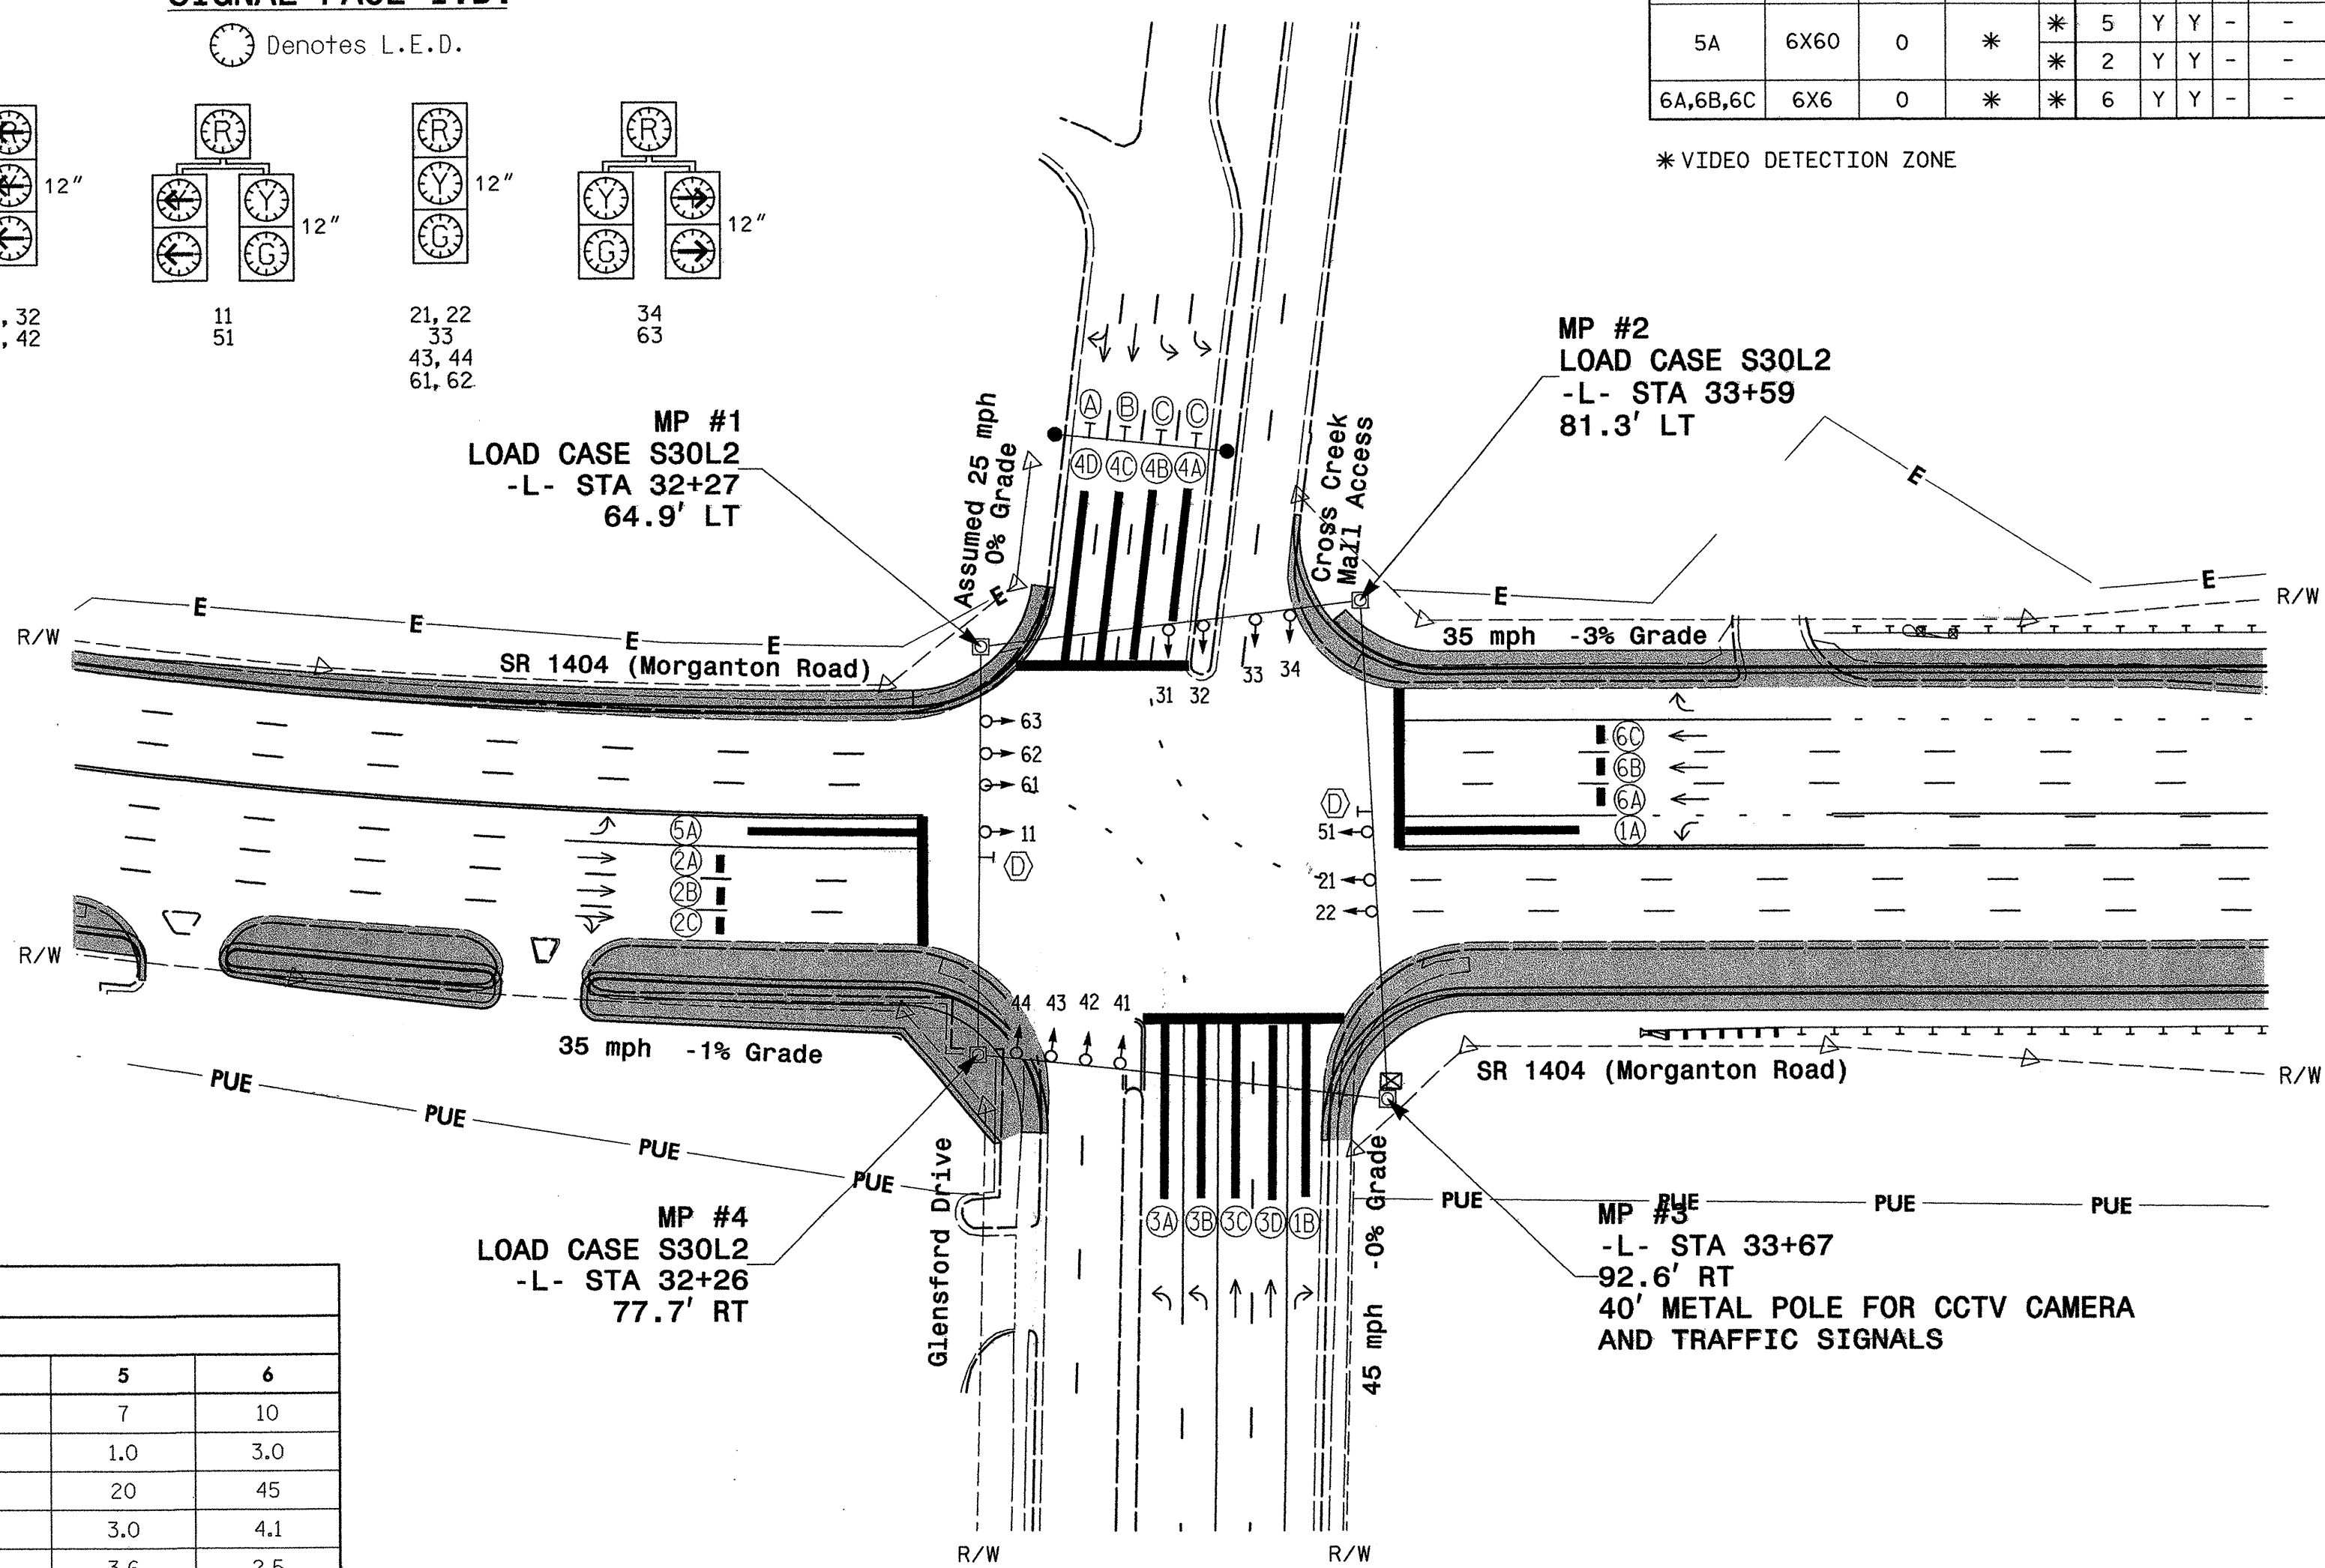 Denotes L.E.D.
R
R
R
Y
Y
Y
G
G
G
12"
12"
12"
12"
, 32
, 42
11
51
21, 22
33
43, 44
61, 62
34
63
5A 6X60 0 * * 5 Y Y - -
* 2 Y Y - -
6A,6B,6C 6X6 0 * * 6 Y Y - -
* VIDEO DETECTION ZONE
MP #1
LOAD CASE S30L2
-L- STA 32+27
64.9' LT
MP #2
LOAD CASE S30L2
-L- STA 33+59
81.3' LT
Assumed 25 mph
0% Grade
A B C C
4D 4C 4B 4A
Cross Creek
Mall Access
E
E
E
E
E
E
E
E
R/W
R/W
SR 1404 (Morganton Road)
35 mph -3% Grade
31 32 33 34
63
62
61
11
D
D
51
21
22
6C
6B
6A
1A
5A
2A
2B
2C
R/W
44 43 42 41
35 mph -1% Grade
SR 1404 (Morganton Road)
R/W
PUE
PUE
PUE
PUE
PUE
PUE
PUE
PUE
3A 3B 3C 3D 1B
Glensford Drive
45 mph -0% Grade
MP #4
LOAD CASE S30L2
-L- STA 32+26
77.7' RT
MP #3
-L- STA 33+67
92.6' RT
40' METAL POLE FOR CCTV CAMERA
AND TRAFFIC SIGNALS
5 6
7 10
1.0 3.0
20 45
3.0 4.1
R/W
R/W